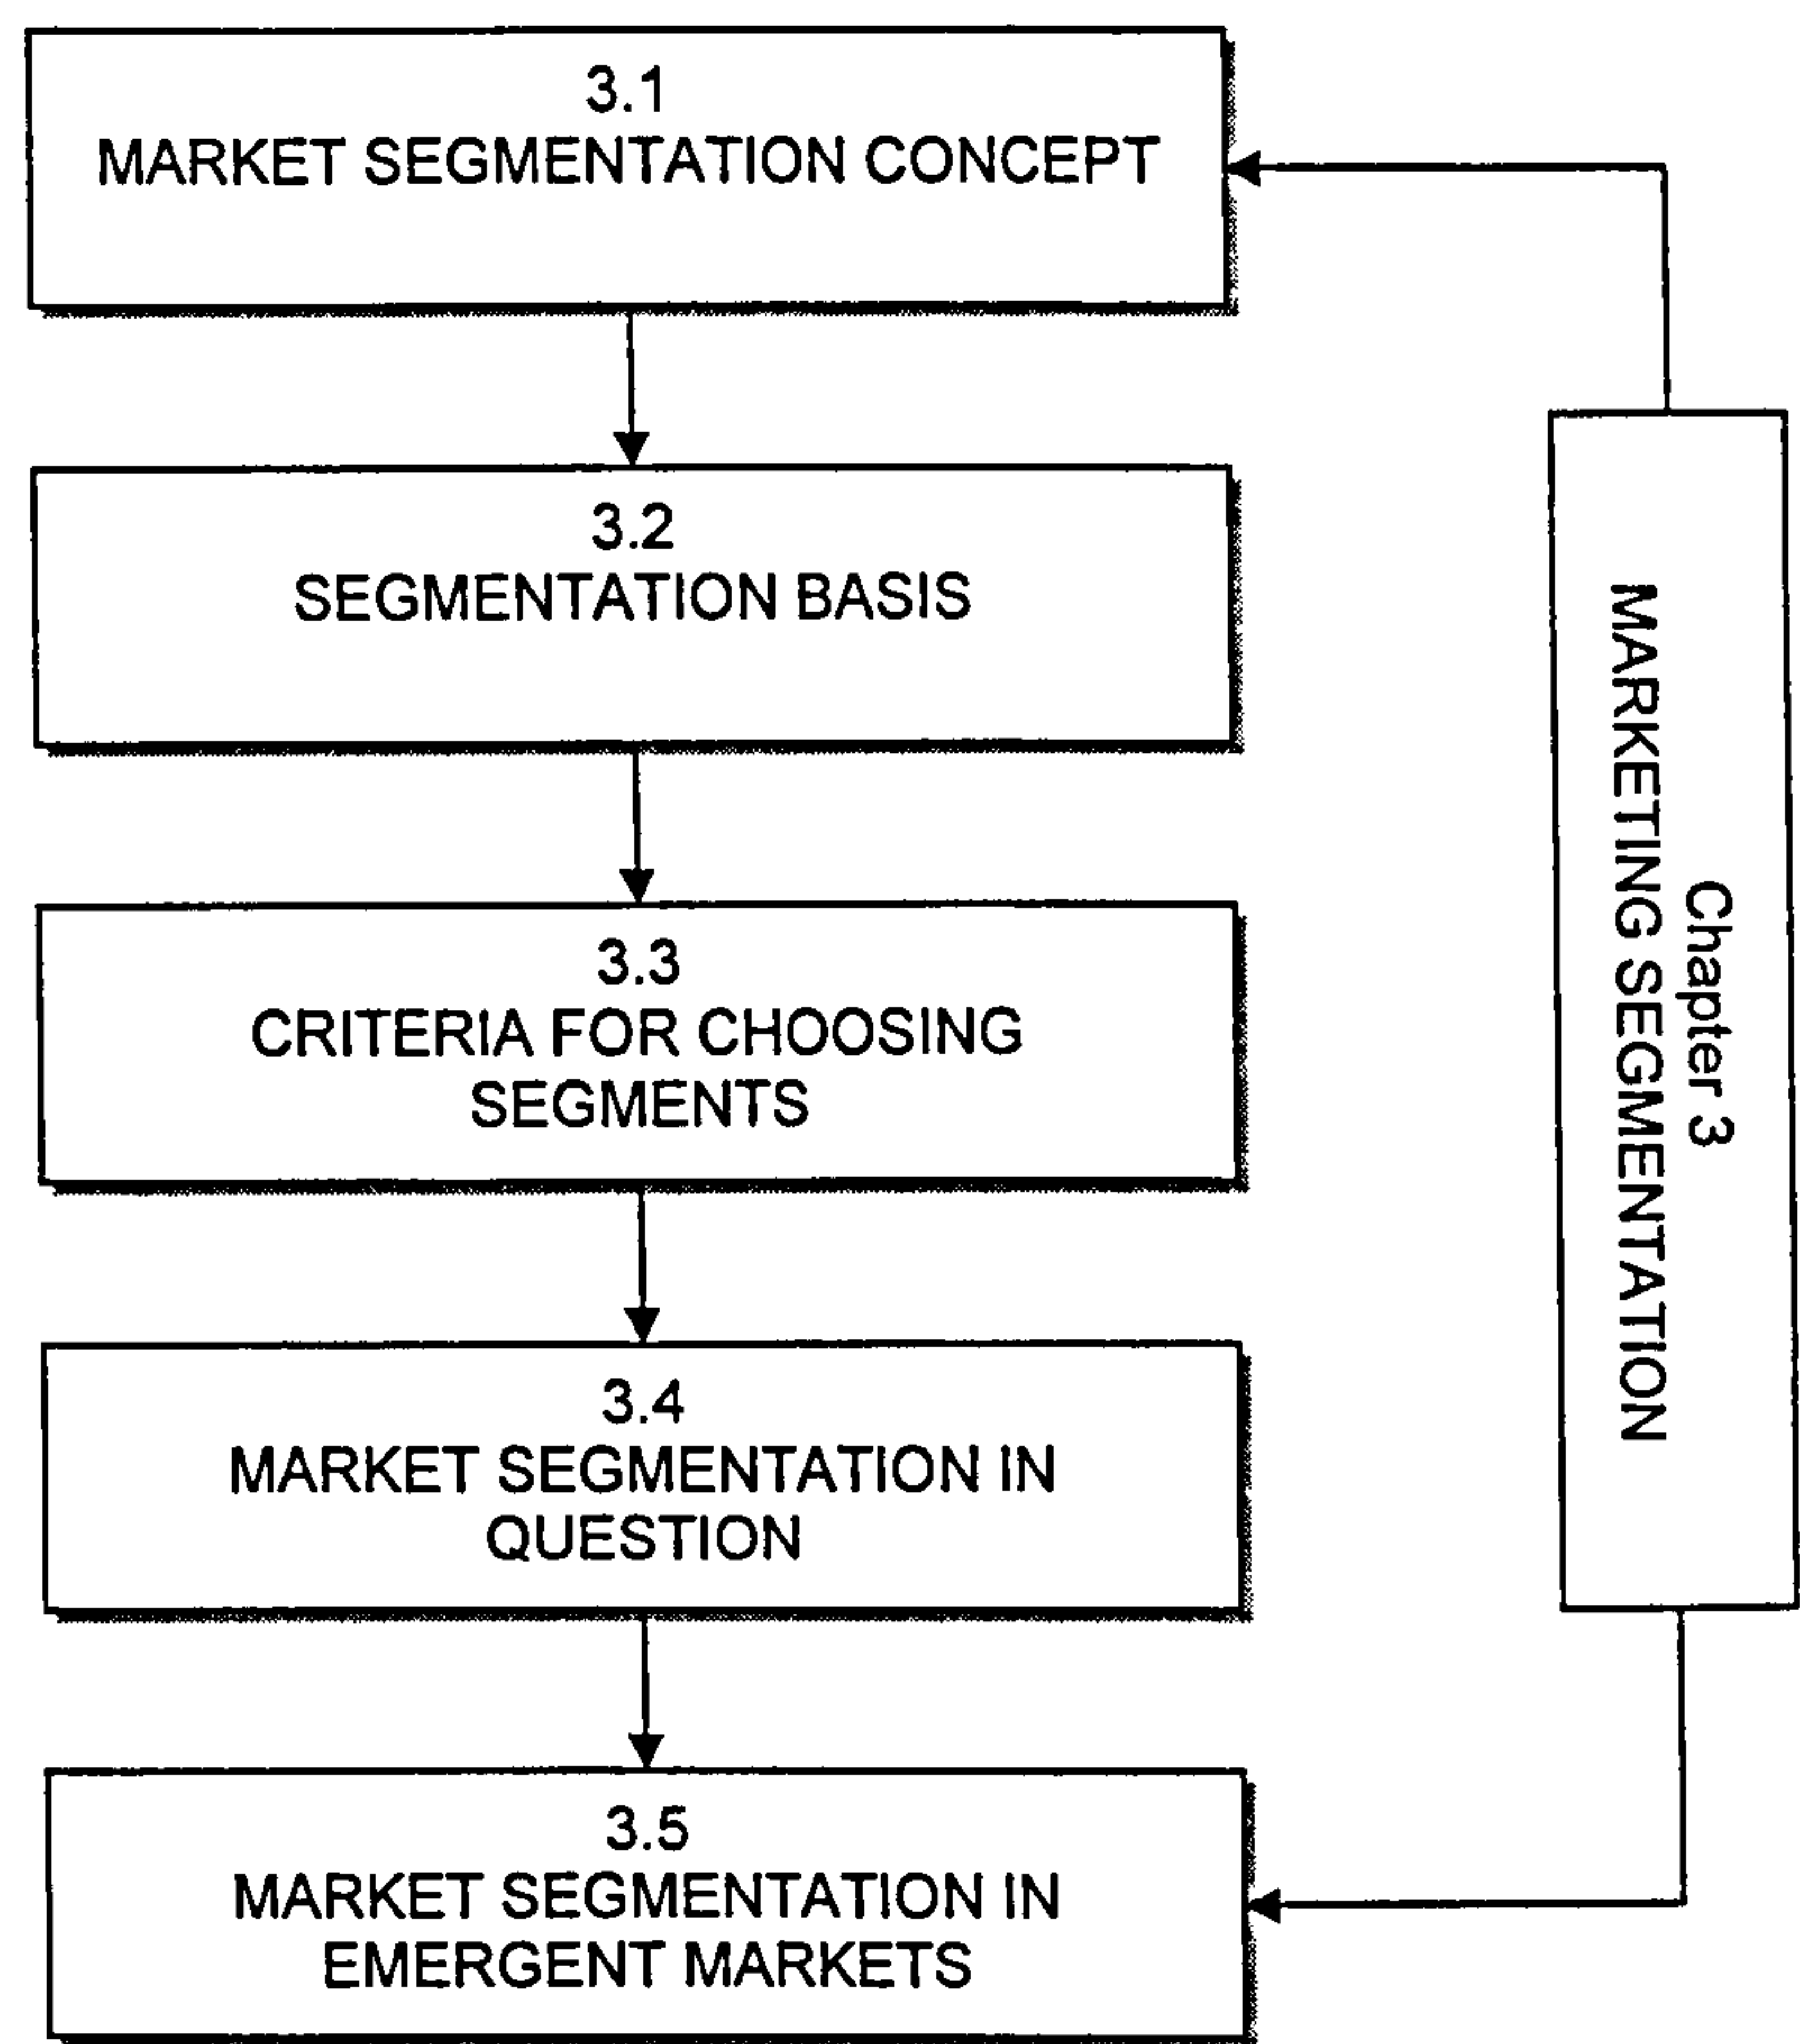 3.1
MARKET SEGMENTATION CONCEPT
3.2
SEGMENTATION BASIS
3.3
CRITERIA FOR CHOOSING
SEGMENTS
3.4
MARKET SEGMENTATION IN
QUESTION
3.5
MARKET SEGMENTATION IN
EMERGENT MARKETS
Chapter 3
MARKETING SEGMENTATION